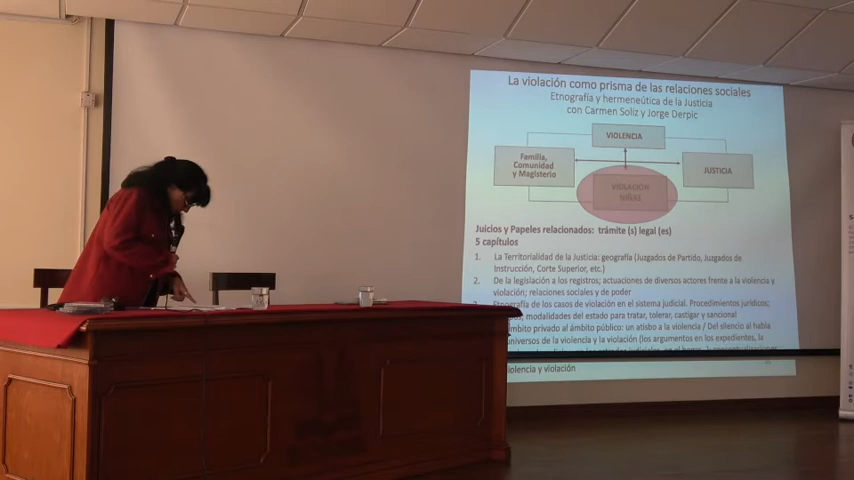 La violación como prisma de las relaciones sociales
Etnografía y hermenéutica de la Justicia
con Carmen Soliz y Jorge Derpic
VIOLENCIA
Familia,
Comunidad
y Magisterio
JUSTICIA
VIOLACIÓN
NIÑAS
Juicios y Papeles relacionados: trámite (s) legal (es)
5 capítulos
1. La Territorialidad de la Justicia: geografía (Juzgados de Partido, Juzgados de
Instrucción, Corte Superior, etc.)
2. De la legislación a los registros; actuaciones de diversos actores frente a la violencia y
violación; relaciones sociales y de poder
Etnografía de los casos de violación en el sistema judicial. Procedimientos jurídicos;
modalidades del estado para tratar, tolerar, castigar y sancional
ámbito privado al ámbito público: un atisbo a la violencia / Del silencio al habla
universos de la violencia y la violación (los argumentos en los expedientes, la
violencia y violación